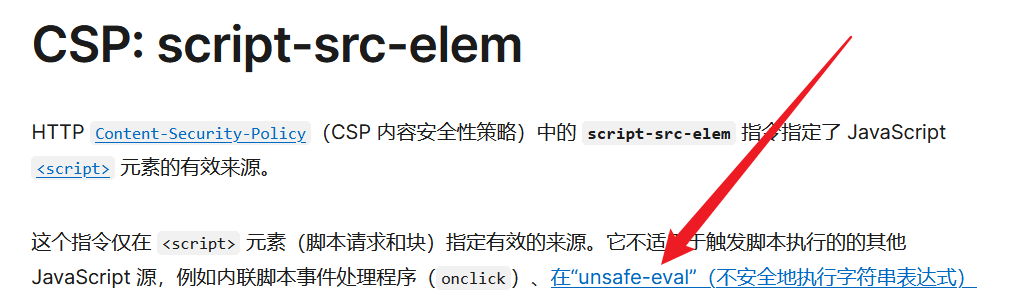 CSP: script-src-elem
HTTP Content-Security-Policy（CSP 内容安全性策略）中的 script-src-elem 指令指定了 JavaScript
<script> 元素的有效来源。
这个指令仅在 <script> 元素（脚本请求和块）指定有效的来源。它不适用于触发脚本执行的的其他
JavaScript 源，例如内联脚本事件处理程序（onclick）、在“unsafe-eval”（不安全地执行字符串表达式）